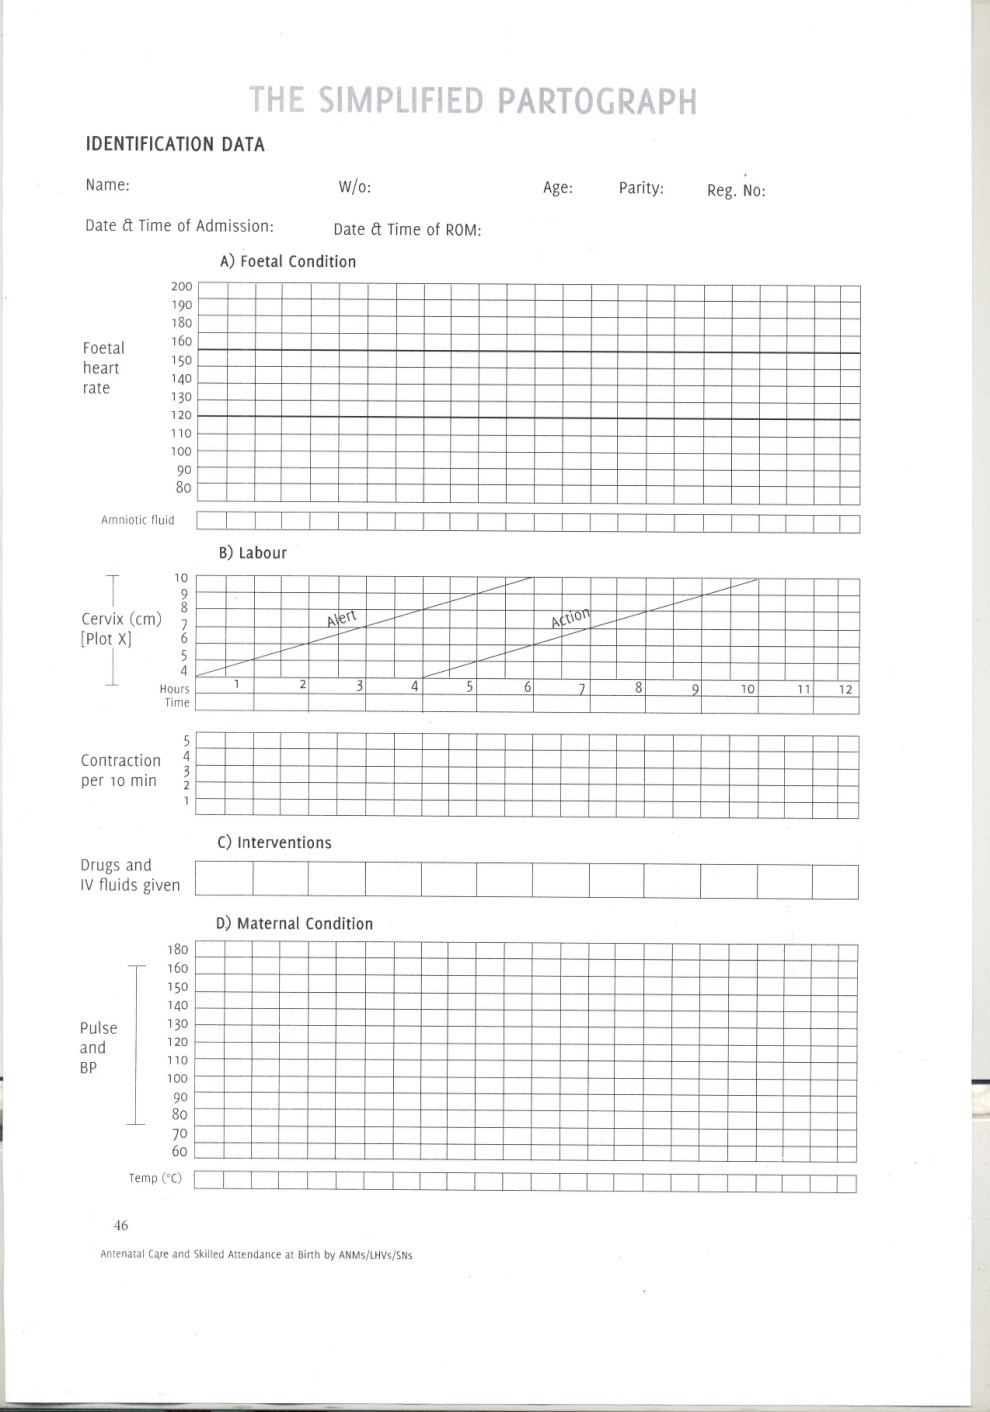 THE SIMPLIFIED PARTOGRAPH
IDENTIFICATION DATA
Name: W/o: Age: Parity: Reg. No:
Date & Time of Admission: Date & Time of ROM:
A) Foetal Condition
Foetal heart rate
200
190
180
160
150
140
130
120
110
100
90
80
Amniotic fluid
B) Labour
Cervix (cm)
[Plot X]
10
9
8
7
6
5
4
Alert
Action
Hours 1 2 3 4 5 6 7 8 9 10 11 12
Time
Contraction
per 10 min
5
4
3
2
1
C) Interventions
Drugs and
IV fluids given
D) Maternal Condition
Pulse
and
BP
180
160
150
140
130
120
110
100
90
80
70
60
Temp (°C)
46
Antenatal Care and Skilled Attendance at Birth by ANMs/LHVs/SNs